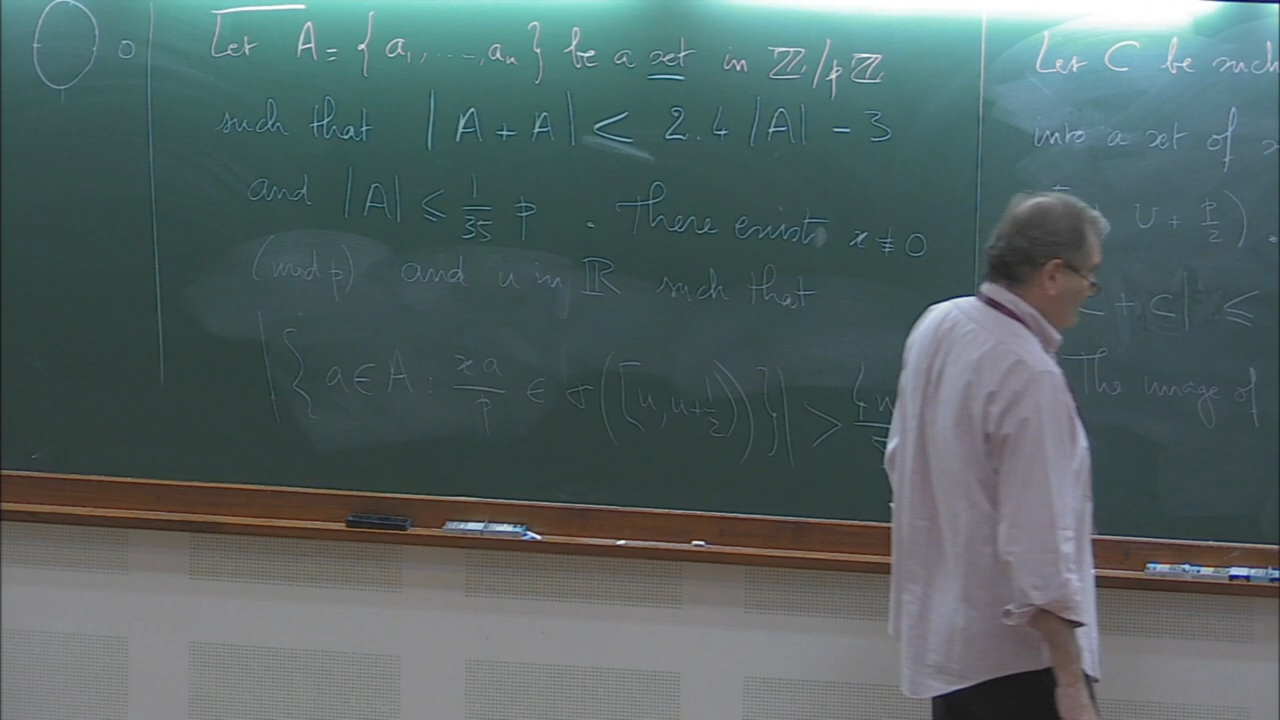 0
Let A = {a₁, ..., aₙ} be a set in ℤ/pℤ
such that |A + A| < 2.4 |A| - 3
and |A| ≤ 1/35 p . There exists x ≢ 0
(mod p) and u in ℝ such that
|{a ∈ A : xa/p ∈ σ([u, u+1/2))}| >
Let C be such
into a set of
U + p/2).
+ C| ≤
The image of